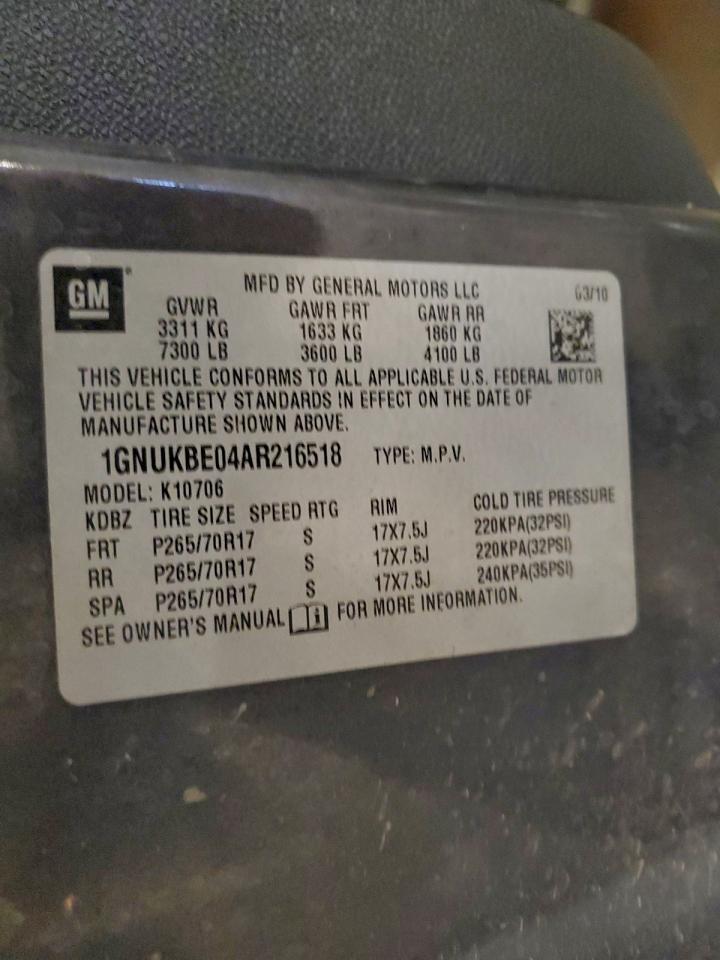 GM
MFD BY GENERAL MOTORS LLC 03/10
GVWR GAWR FRT GAWR RR
3311 KG 1633 KG 1860 KG
7300 LB 3600 LB 4100 LB
THIS VEHICLE CONFORMS TO ALL APPLICABLE U.S. FEDERAL MOTOR
VEHICLE SAFETY STANDARDS IN EFFECT ON THE DATE OF
MANUFACTURE SHOWN ABOVE.
1GNUKBE04AR216518 TYPE: M.P.V.
MODEL: K10706
KDBZ TIRE SIZE SPEED RTG RIM COLD TIRE PRESSURE
FRT P265/70R17 S 17X7.5J 220KPA(32PSI)
RR P265/70R17 S 17X7.5J 220KPA(32PSI)
SPA P265/70R17 S 17X7.5J 240KPA(35PSI)
SEE OWNER'S MANUAL i FOR MORE INFORMATION.